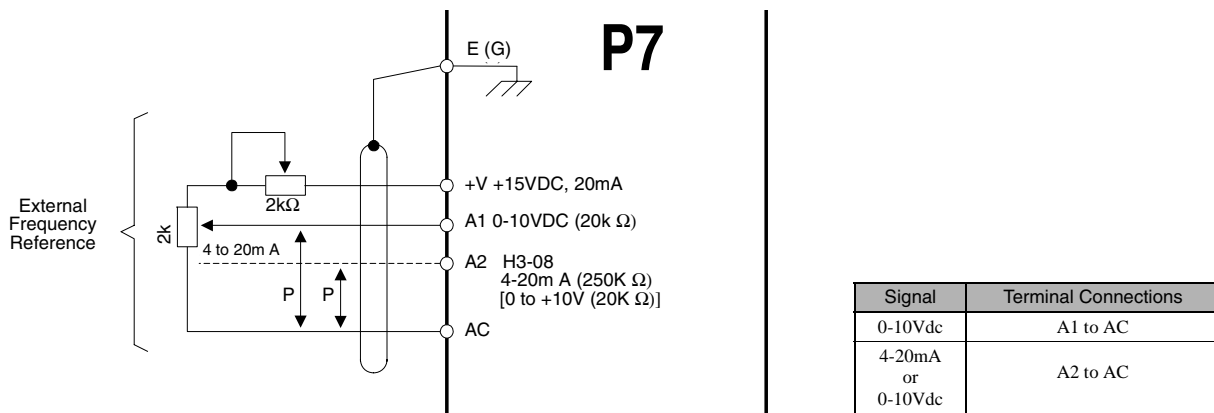 P7
E (G)
External
Frequency
Reference
2kΩ
+V +15VDC, 20mA
2k
A1 0-10VDC (20k Ω)
4 to 20m A
A2 H3-08
4-20m A (250K Ω)
[0 to +10V (20K Ω)]
P P
AC
Signal Terminal Connections
0-10Vdc A1 to AC
4-20mA
or
0-10Vdc
A2 to AC